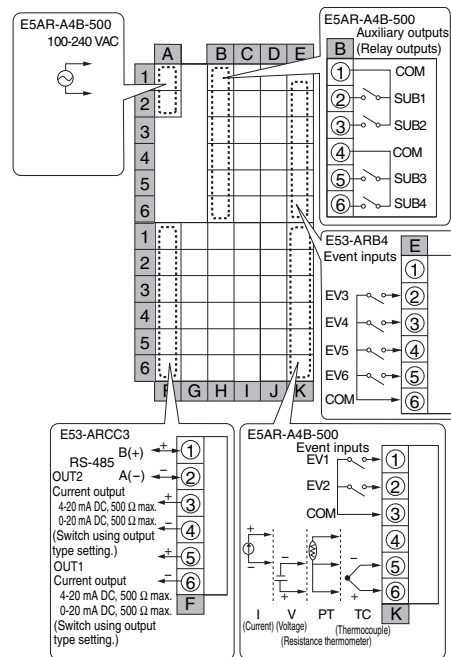 E5AR-A4B-500
100-240 VAC
A B C D E
1
2
3
4
5
6
1
2
3
4
5
6
F G H I J K
E5AR-A4B-500
Auxiliary outputs
(Relay outputs)
B
1 COM
2 SUB1
3 SUB2
4 COM
5 SUB3
6 SUB4
E53-ARB4
Event inputs
E
1
EV3 2
EV4 3
EV5 4
EV6 5
COM 6
E53-ARCC3
RS-485
B(+) + 1
A(−) − 2
OUT2
Current output
4-20 mA DC, 500 Ω max.
0-20 mA DC, 500 Ω max.
(Switch using output
type setting.)
+ 3
− 4
OUT1
Current output
4-20 mA DC, 500 Ω max.
0-20 mA DC, 500 Ω max.
(Switch using output
type setting.)
+ 5
− 6
F
E5AR-A4B-500
Event inputs
EV1 1
EV2 2
COM 3
4
5
6
+ − − + − +
I V PT TC
(Current) (Voltage) (Thermocouple)
(Resistance thermometer)
K